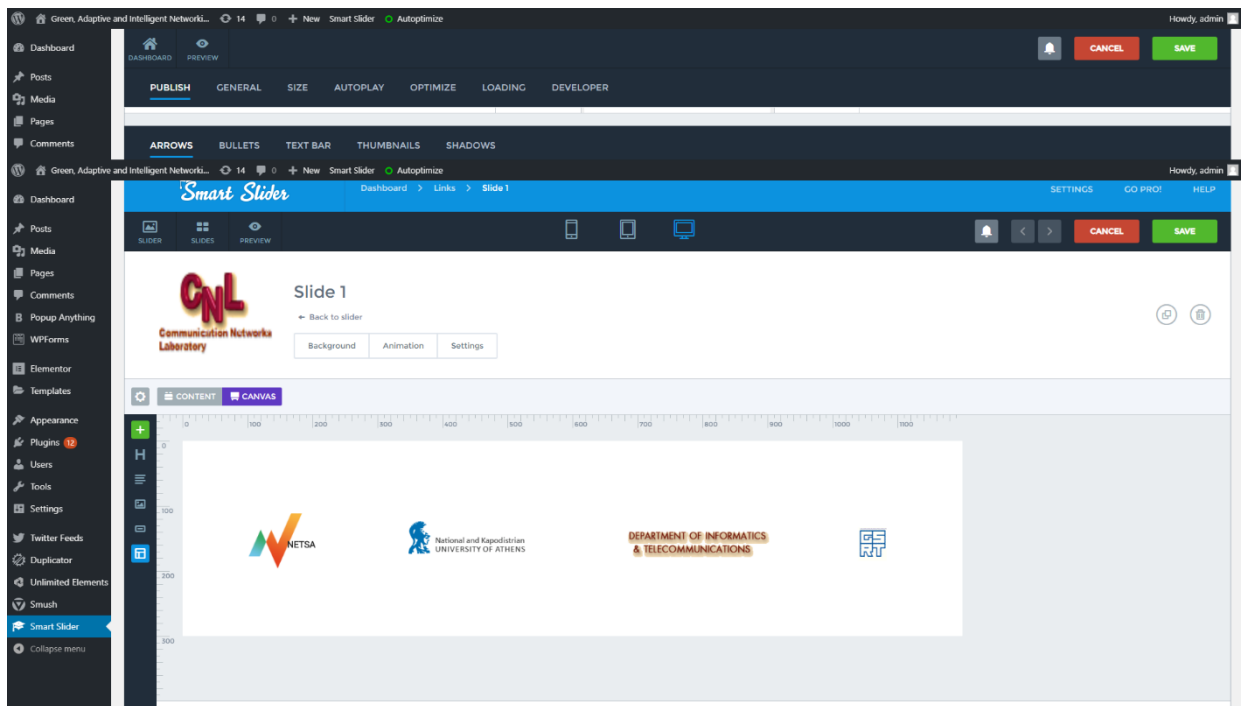 Green, Adaptive and Intelligent Networki... 14 0 New Smart Slider Autoptimize Howdy, admin
Dashboard
Posts
Media
Pages
Comments
DASHBOARD PREVIEW
CANCEL SAVE
PUBLISH GENERAL SIZE AUTOPLAY OPTIMIZE LOADING DEVELOPER
ARROWS BULLETS TEXT BAR THUMBNAILS SHADOWS
Green, Adaptive and Intelligent Networki... 14 0 New Smart Slider Autoptimize Howdy, admin
Dashboard
Posts
Media
Pages
Comments
Popup Anything
WPForms
Elementor
Templates
Appearance
Plugins 12
Users
Tools
Settings
Twitter Feeds
Duplicator
Unlimited Elements
Smush
Smart Slider
Collapse menu
Smart Slider
Dashboard > Links > Slide 1
SETTINGS GO PRO! HELP
SLIDER SLIDES PREVIEW
CANCEL SAVE
CNL
Communication Networks
Laboratory
Slide 1
← Back to slider
Background Animation Settings
CONTENT CANVAS
0 100 200 300 400 500 600 700 800 900 1000 1100
H
0
100
200
300
NETSA
National and Kapodistrian
UNIVERSITY OF ATHENS
DEPARTMENT OF INFORMATICS
& TELECOMMUNICATIONS
GSRT